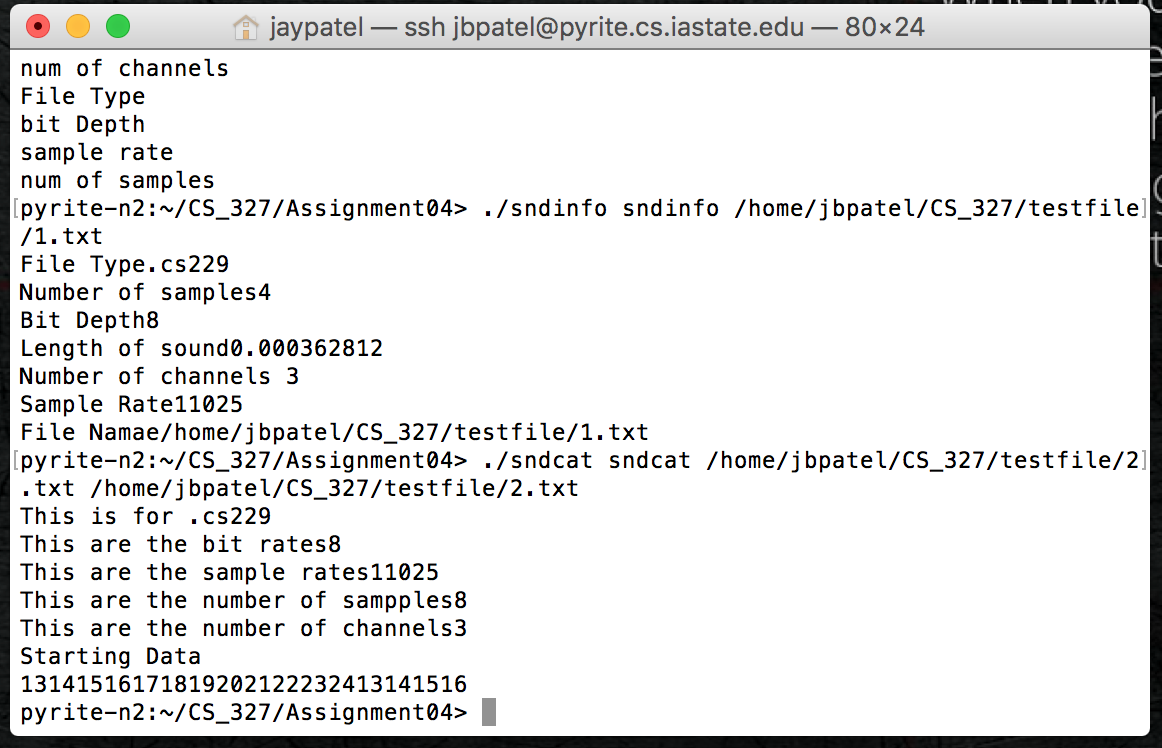 jaypatel — ssh jbpatel@pyrite.cs.iastate.edu — 80×24
num of channels
File Type
bit Depth
sample rate
num of samples
[pyrite-n2:~/CS_327/Assignment04> ./sndinfo sndinfo /home/jbpatel/CS_327/testfile]
/1.txt
File Type.cs229
Number of samples4
Bit Depth8
Length of sound0.000362812
Number of channels 3
Sample Rate11025
File Namae/home/jbpatel/CS_327/testfile/1.txt
[pyrite-n2:~/CS_327/Assignment04> ./sndcat sndcat /home/jbpatel/CS_327/testfile/2]
.txt /home/jbpatel/CS_327/testfile/2.txt
This is for .cs229
This are the bit rates8
This are the sample rates11025
This are the number of sampples8
This are the number of channels3
Starting Data
13141516171819202122232413141516
pyrite-n2:~/CS_327/Assignment04>